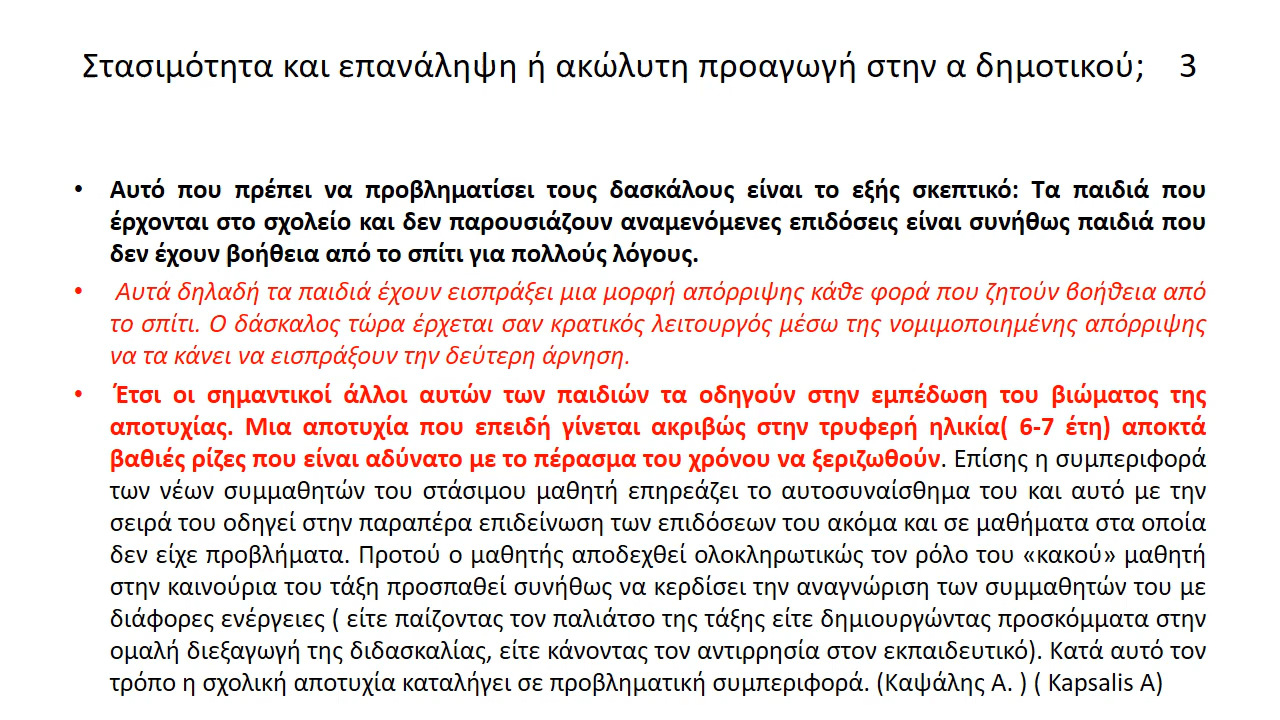 Στασιμότητα και επανάληψη ή ακώλυτη προαγωγή στην α δημοτικού; 3
• Αυτό που πρέπει να προβληματίσει τους δασκάλους είναι το εξής σκεπτικό: Τα παιδιά που
έρχονται στο σχολείο και δεν παρουσιάζουν αναμενόμενες επιδόσεις είναι συνήθως παιδιά που
δεν έχουν βοήθεια από το σπίτι για πολλούς λόγους.
• Αυτά δηλαδή τα παιδιά έχουν εισπράξει μια μορφή απόρριψης κάθε φορά που ζητούν βοήθεια από
το σπίτι. Ο δάσκαλος τώρα έρχεται σαν κρατικός λειτουργός μέσω της νομιμοποιημένης απόρριψης
να τα κάνει να εισπράξουν την δεύτερη άρνηση.
• Έτσι οι σημαντικοί άλλοι αυτών των παιδιών τα οδηγούν στην εμπέδωση του βιώματος της
αποτυχίας. Μια αποτυχία που επειδή γίνεται ακριβώς στην τρυφερή ηλικία( 6-7 έτη) αποκτά
βαθιές ρίζες που είναι αδύνατο με το πέρασμα του χρόνου να ξεριζωθούν. Επίσης η συμπεριφορά
των νέων συμμαθητών του στάσιμου μαθητή επηρεάζει το αυτοσυναίσθημα του και αυτό με την
σειρά του οδηγεί στην παραπέρα επιδείνωση των επιδόσεων του ακόμα και σε μαθήματα στα οποία
δεν είχε προβλήματα. Προτού ο μαθητής αποδεχθεί ολοκληρωτικώς τον ρόλο του «κακού» μαθητή
στην καινούρια του τάξη προσπαθεί συνήθως να κερδίσει την αναγνώριση των συμμαθητών του με
διάφορες ενέργειες ( είτε παίζοντας τον παλιάτσο της τάξης είτε δημιουργώντας προσκόμματα στην
ομαλή διεξαγωγή της διδασκαλίας, είτε κάνοντας τον αντιρρησία στον εκπαιδευτικό). Κατά αυτό τον
τρόπο η σχολική αποτυχία καταλήγει σε προβληματική συμπεριφορά. (Καψάλης Α. ) ( Kapsalis A)